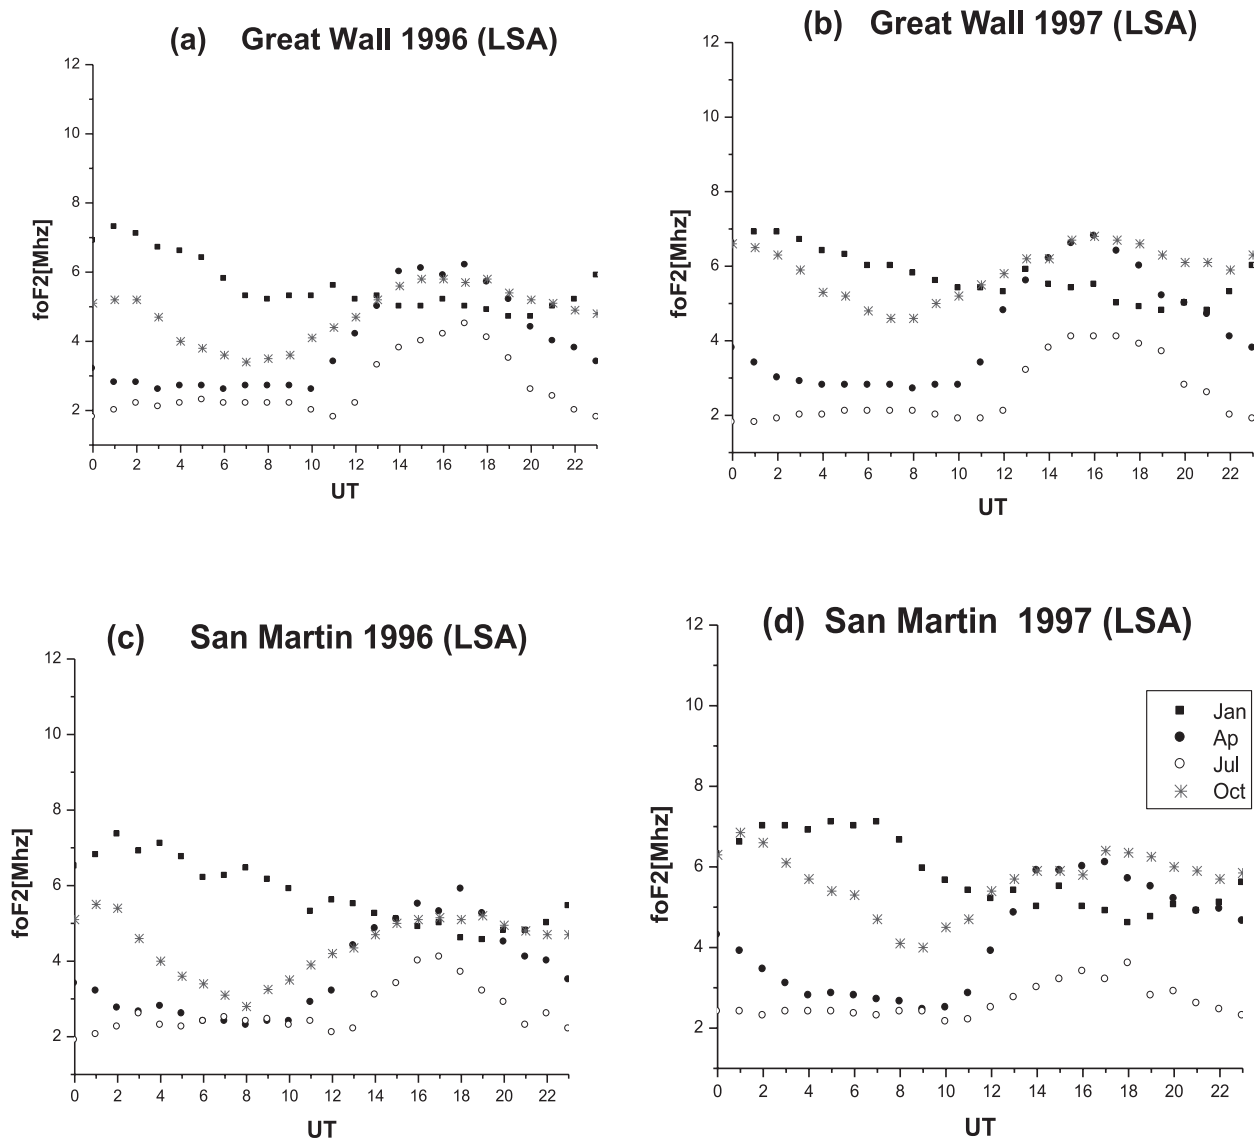 (a) Great Wall 1996 (LSA)
12
10
8
6
4
2
foF2[Mhz]
0 2 4 6 8 10 12 14 16 18 20 22
UT
(b) Great Wall 1997 (LSA)
12
10
8
6
4
2
foF2[Mhz]
0 2 4 6 8 10 12 14 16 18 20 22
UT
(c) San Martin 1996 (LSA)
12
10
8
6
4
2
foF2[Mhz]
0 2 4 6 8 10 12 14 16 18 20 22
UT
(d) San Martin 1997 (LSA)
12
10
8
6
4
2
foF2[Mhz]
Jan
Ap
Jul
Oct
0 2 4 6 8 10 12 14 16 18 20 22
UT